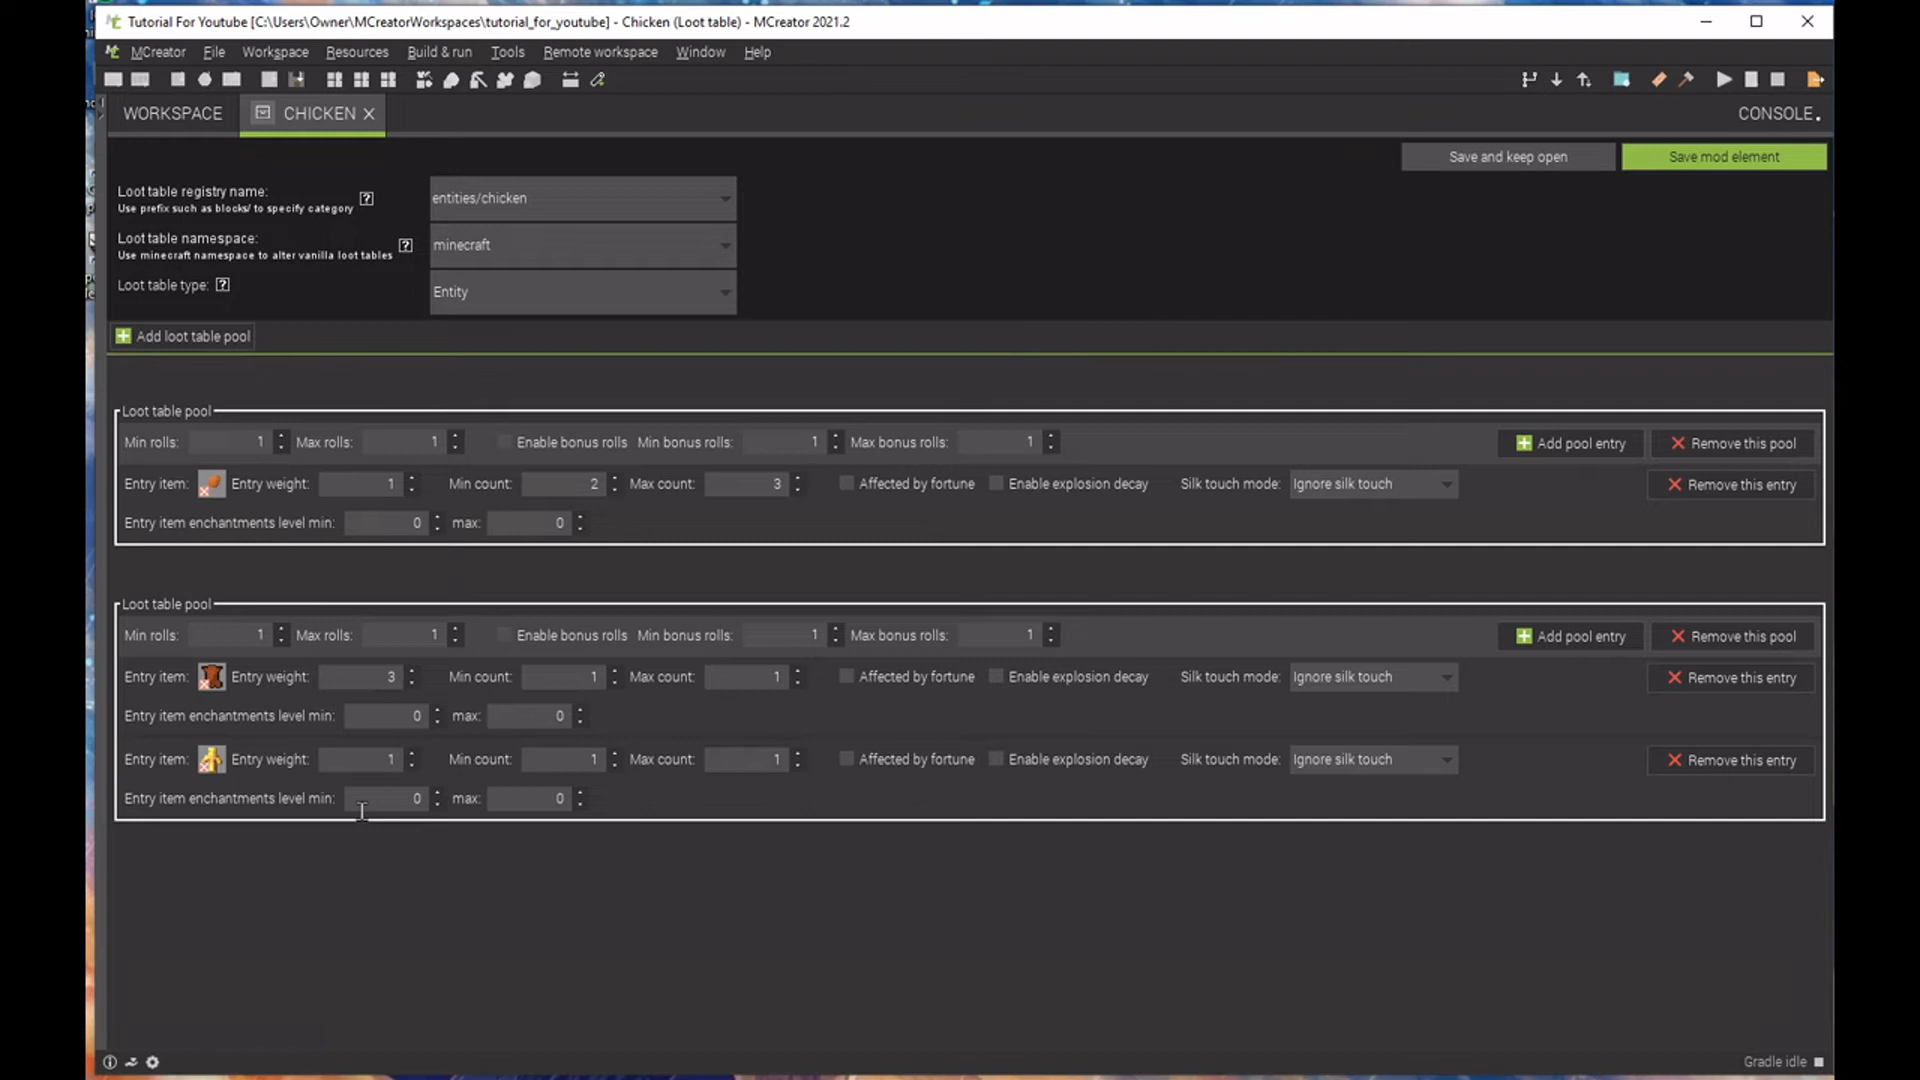 Tutorial For Youtube [C:\Users\Owner\MCreatorWorkspaces\tutorial_for_youtube] - Chicken (Loot table) - MCreator 2021.2
MCreator File Workspace Resources Build & run Tools Remote workspace Window Help
WORKSPACE CHICKEN CONSOLE
Save and keep open Save mod element
Loot table registry name:
Use prefix such as blocks/ to specify category
entities/chicken
Loot table namespace:
Use minecraft namespace to alter vanilla loot tables
minecraft
Loot table type: Entity
Add loot table pool
Loot table pool
Min rolls: 1 Max rolls: 1 Enable bonus rolls Min bonus rolls: 1 Max bonus rolls: 1 Add pool entry Remove this pool
Entry item: Entry weight: 1 Min count: 2 Max count: 3 Affected by fortune Enable explosion decay Silk touch mode: Ignore silk touch Remove this entry
Entry item enchantments level min: 0 max: 0
Loot table pool
Min rolls: 1 Max rolls: 1 Enable bonus rolls Min bonus rolls: 1 Max bonus rolls: 1 Add pool entry Remove this pool
Entry item: Entry weight: 3 Min count: 1 Max count: 1 Affected by fortune Enable explosion decay Silk touch mode: Ignore silk touch Remove this entry
Entry item enchantments level min: 0 max: 0
Entry item: Entry weight: 1 Min count: 1 Max count: 1 Affected by fortune Enable explosion decay Silk touch mode: Ignore silk touch Remove this entry
Entry item enchantments level min: 0 max: 0
Gradle idle